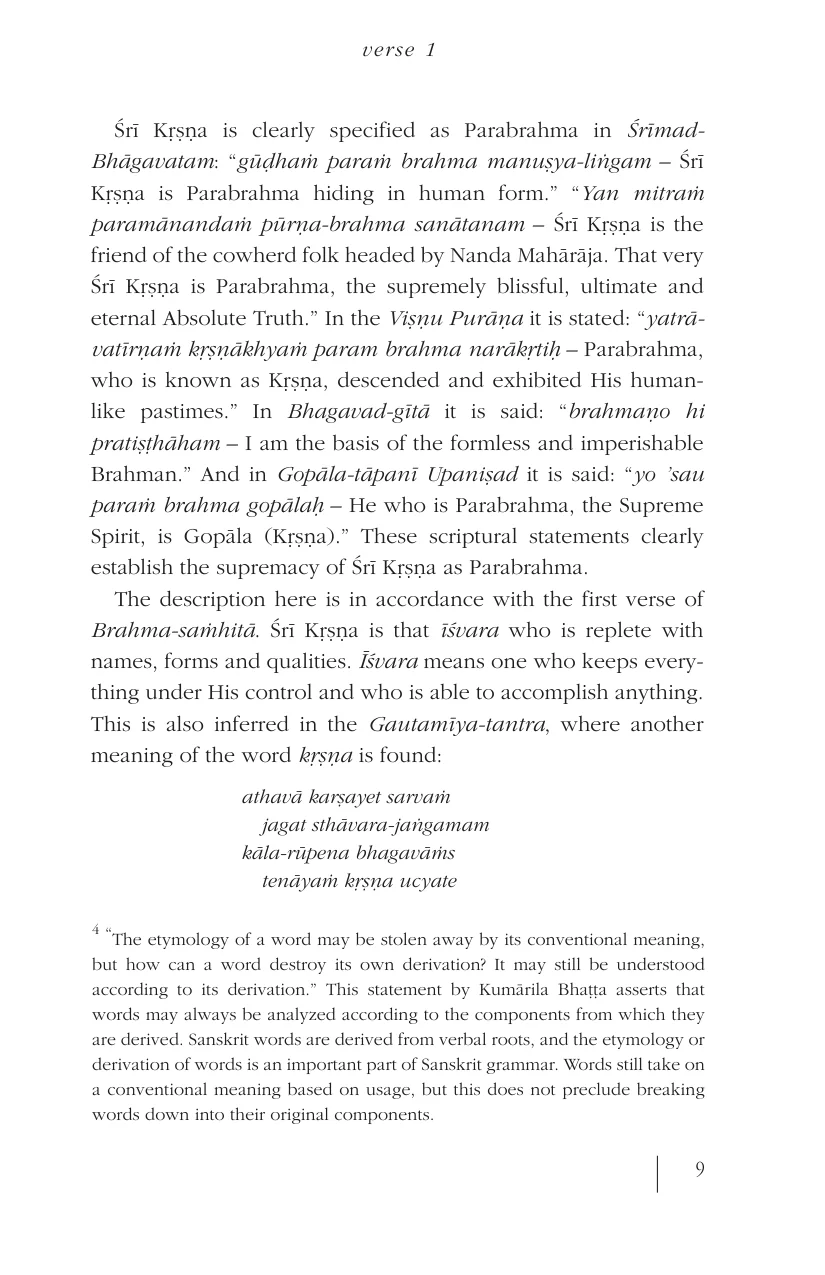 verse 1
Śrī Kṛṣṇa is clearly specified as Parabrahma in Śrīmad-
Bhāgavatam: “gūḍhaṁ paraṁ brahma manuṣya-liṅgam – Śrī
Kṛṣṇa is Parabrahma hiding in human form.” “Yan mitraṁ
paramānandaṁ pūrṇa-brahma sanātanam – Śrī Kṛṣṇa is the
friend of the cowherd folk headed by Nanda Mahārāja. That very
Śrī Kṛṣṇa is Parabrahma, the supremely blissful, ultimate and
eternal Absolute Truth.” In the Viṣṇu Purāṇa it is stated: “yatrā-
vatīrṇaṁ kṛṣṇākhyaṁ param brahma narākṛtiḥ – Parabrahma,
who is known as Kṛṣṇa, descended and exhibited His human-
like pastimes.” In Bhagavad-gītā it is said: “brahmaṇo hi
pratiṣṭhāham – I am the basis of the formless and imperishable
Brahman.” And in Gopāla-tāpanī Upaniṣad it is said: “yo ’sau
paraṁ brahma gopālaḥ – He who is Parabrahma, the Supreme
Spirit, is Gopāla (Kṛṣṇa).” These scriptural statements clearly
establish the supremacy of Śrī Kṛṣṇa as Parabrahma.
The description here is in accordance with the first verse of
Brahma-saṁhitā. Śrī Kṛṣṇa is that īśvara who is replete with
names, forms and qualities. Īśvara means one who keeps every-
thing under His control and who is able to accomplish anything.
This is also inferred in the Gautamīya-tantra, where another
meaning of the word kṛṣṇa is found:
athavā karṣayet sarvaṁ
jagat sthāvara-jaṅgamam
kāla-rūpena bhagavāṁs
tenāyaṁ kṛṣṇa ucyate
4 “The etymology of a word may be stolen away by its conventional meaning,
but how can a word destroy its own derivation? It may still be understood
according to its derivation.” This statement by Kumārila Bhaṭṭa asserts that
words may always be analyzed according to the components from which they
are derived. Sanskrit words are derived from verbal roots, and the etymology or
derivation of words is an important part of Sanskrit grammar. Words still take on
a conventional meaning based on usage, but this does not preclude breaking
words down into their original components.
9